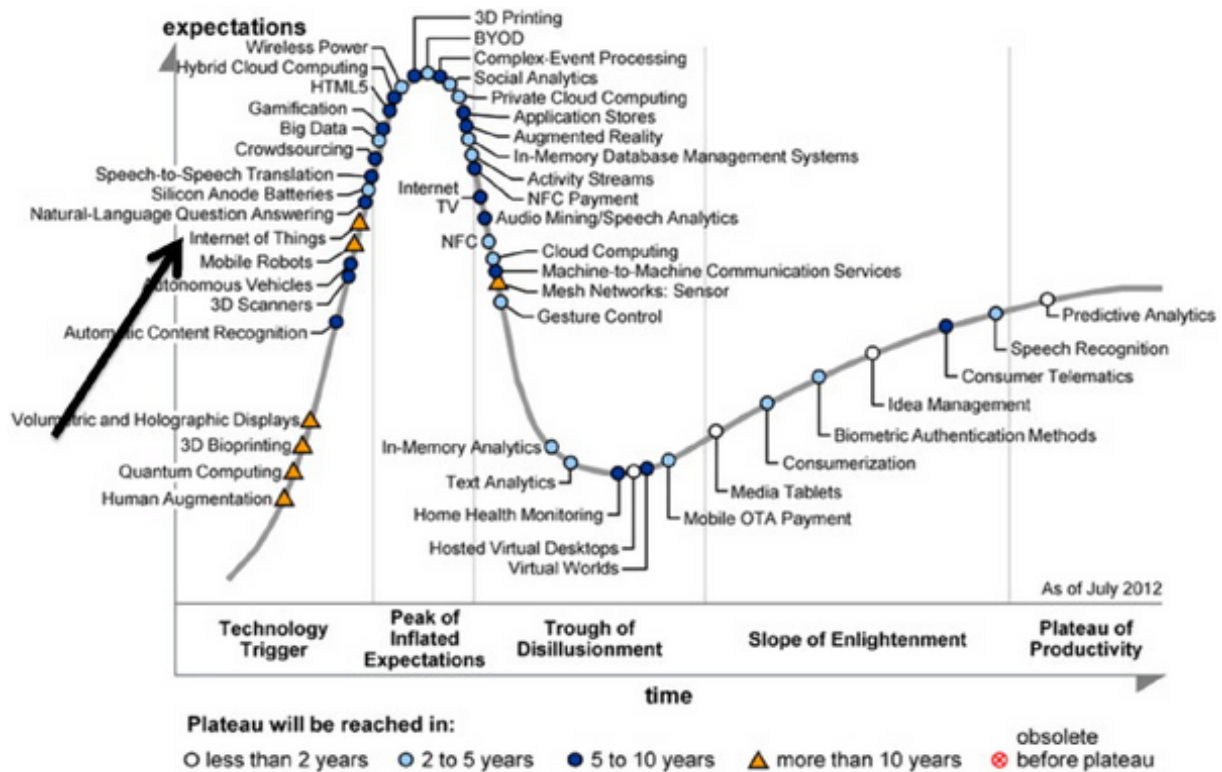 expectations
3D Printing
BYOD
Wireless Power
Complex-Event Processing
Hybrid Cloud Computing
Social Analytics
HTML5
Private Cloud Computing
Gamification
Application Stores
Big Data
Augmented Reality
Crowdsourcing
In-Memory Database Management Systems
Speech-to-Speech Translation
Activity Streams
Silicon Anode Batteries
NFC Payment
Natural-Language Question Answering
Internet
TV
Audio Mining/Speech Analytics
Internet of Things
NFC
Cloud Computing
Mobile Robots
Machine-to-Machine Communication Services
Autonomous Vehicles
Mesh Networks: Sensor
3D Scanners
Gesture Control
Automatic Content Recognition
Predictive Analytics
Speech Recognition
Consumer Telematics
Idea Management
Volumetric and Holographic Displays
Biometric Authentication Methods
3D Bioprinting
In-Memory Analytics
Consumerization
Quantum Computing
Text Analytics
Media Tablets
Human Augmentation
Home Health Monitoring
Mobile OTA Payment
Hosted Virtual Desktops
Virtual Worlds
As of July 2012
Technology
Trigger
Peak of
Inflated
Expectations
Trough of
Disillusionment
Slope of Enlightenment
Plateau of
Productivity
time
Plateau will be reached in:
less than 2 years
2 to 5 years
5 to 10 years
more than 10 years
obsolete
before plateau